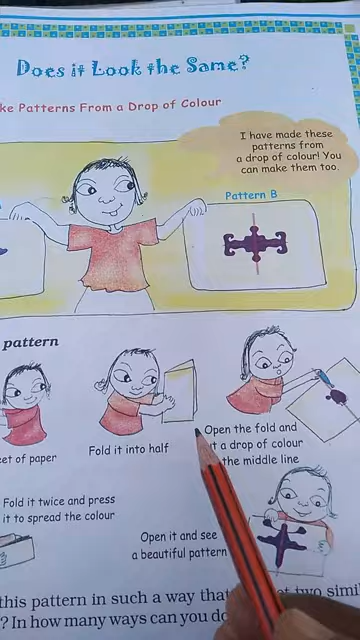 Does it Look the Same?
ke Patterns From a Drop of Colour
I have made these
patterns from
a drop of colour! You
can make them too.
Pattern B
pattern
eet of paper
Fold it into half
Open the fold and
t a drop of colour
the middle line
Fold it twice and press
it to spread the colour
Open it and see
a beautiful pattern
this pattern in such a way that two simil
? In how many ways can you do